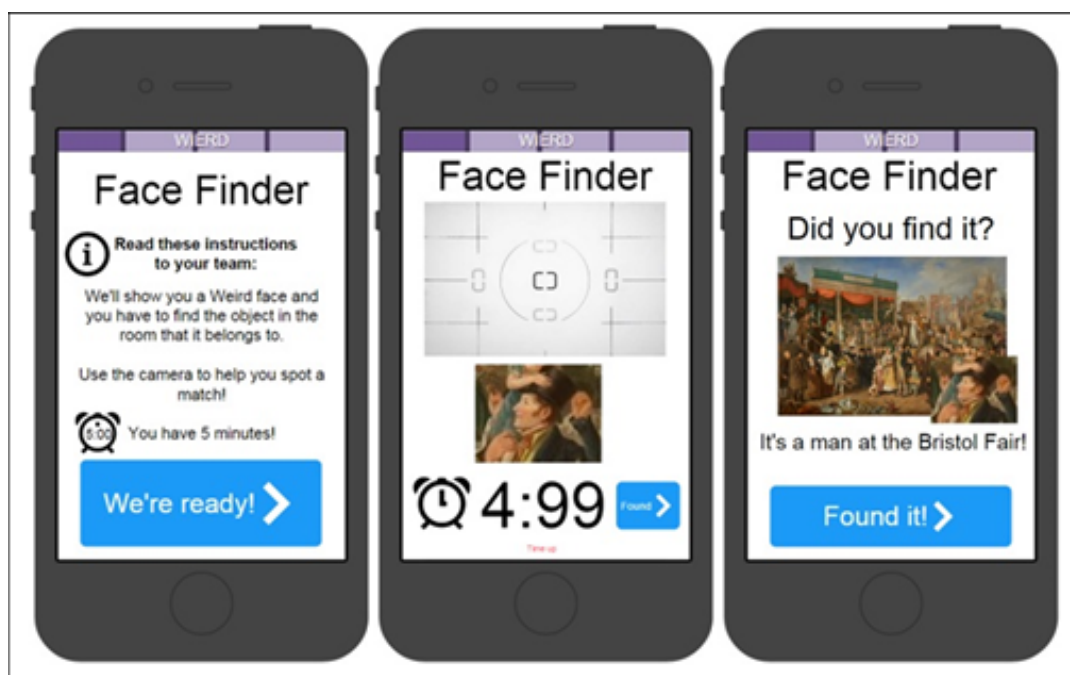 WIERD
Face Finder
Read these instructions
to your team:
We'll show you a Weird face and
you have to find the object in the
room that it belongs to.
Use the camera to help you spot a
match!
5:00
You have 5 minutes!
We're ready!
WIERD
Face Finder
4:99
Found
Time up
WIERD
Face Finder
Did you find it?
It's a man at the Bristol Fair!
Found it!